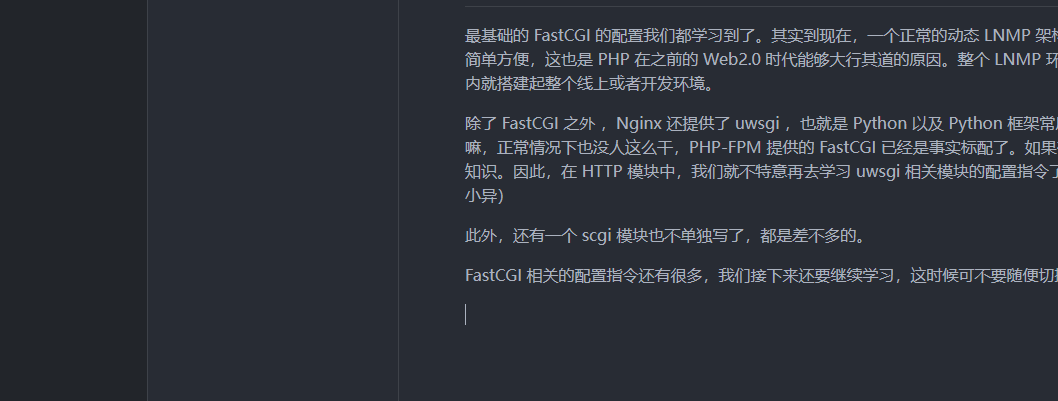 最基础的 FastCGI 的配置我们都学习到了。其实到现在，一个正常的动态 LNMP 架
简单方便，这也是 PHP 在之前的 Web2.0 时代能够大行其道的原因。整个 LNMP 环
内就搭建起整个线上或者开发环境。
除了 FastCGI 之外 ，Nginx 还提供了 uwsgi ，也就是 Python 以及 Python 框架常
嘛，正常情况下也没人这么干，PHP-FPM 提供的 FastCGI 已经是事实标配了。如果
知识。因此，在 HTTP 模块中，我们就不特意再去学习 uwsgi 相关模块的配置指令了
小异）
此外，还有一个 scgi 模块也不单独写了，都是差不多的。
FastCGI 相关的配置指令还有很多，我们接下来还要继续学习，这时候可不要随便切